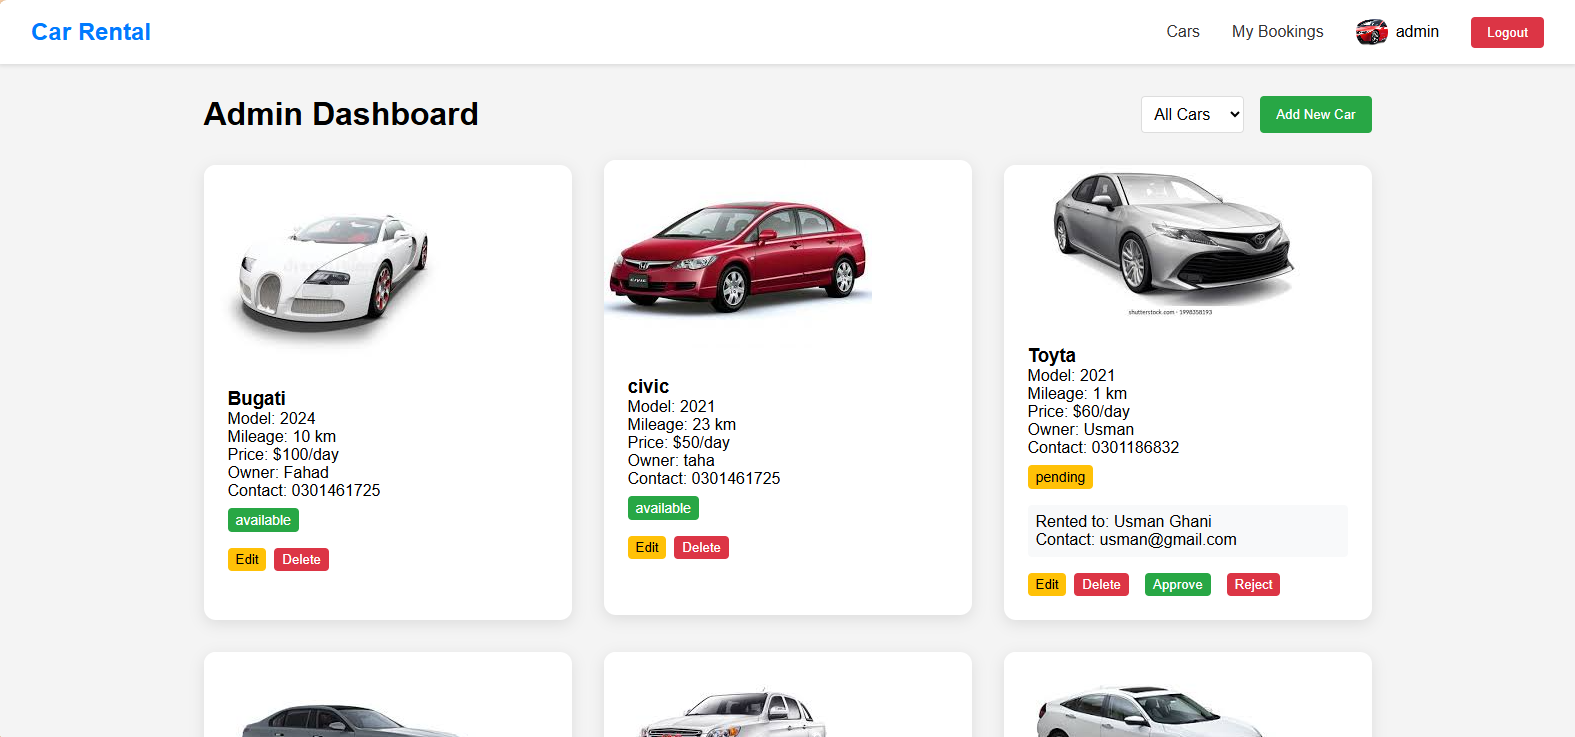 Car Rental
Cars
My Bookings
admin
Logout
Admin Dashboard
All Cars
Add New Car
Bugati
Model: 2024
Mileage: 10 km
Price: $100/day
Owner: Fahad
Contact: 0301461725
available
Edit
Delete
CIVIC
civic
Model: 2021
Mileage: 23 km
Price: $50/day
Owner: taha
Contact: 0301461725
available
Edit
Delete
shutterstock.com · 1998358193
Toyta
Model: 2021
Mileage: 1 km
Price: $60/day
Owner: Usman
Contact: 0301186832
pending
Rented to: Usman Ghani
Contact: usman@gmail.com
Edit
Delete
Approve
Reject